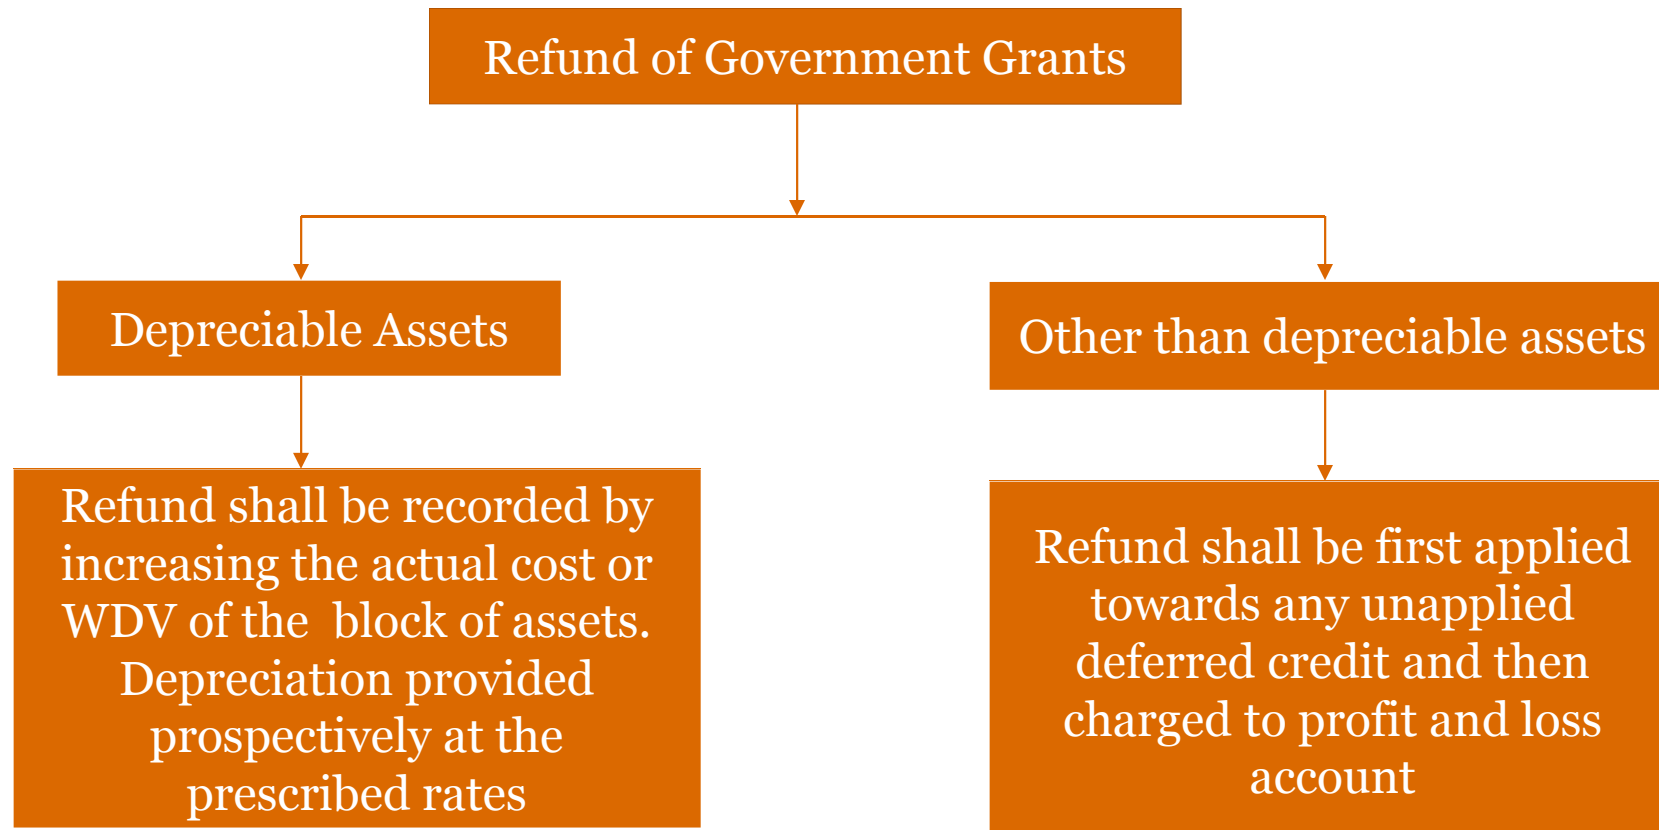 Refund of Government Grants
Depreciable Assets
Other than depreciable assets
Refund shall be recorded by
increasing the actual cost or
WDV of the  block of assets.
Depreciation provided
prospectively at the
prescribed rates
Refund shall be first applied
towards any unapplied
deferred credit and then
charged to profit and loss
account